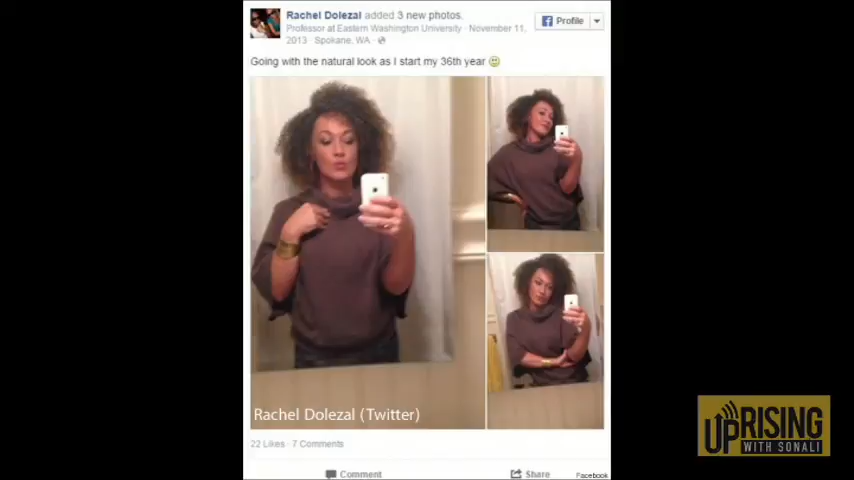 Rachel Dolezal added 3 new photos.
Profile
Professor at Eastern Washington University · November 11,
2013 · Spokane, WA ·
Going with the natural look as I start my 36th year
Rachel Dolezal (Twitter)
22 Likes · 7 Comments
Comment
Share
Facebook
UPRISING
WITH SONALI